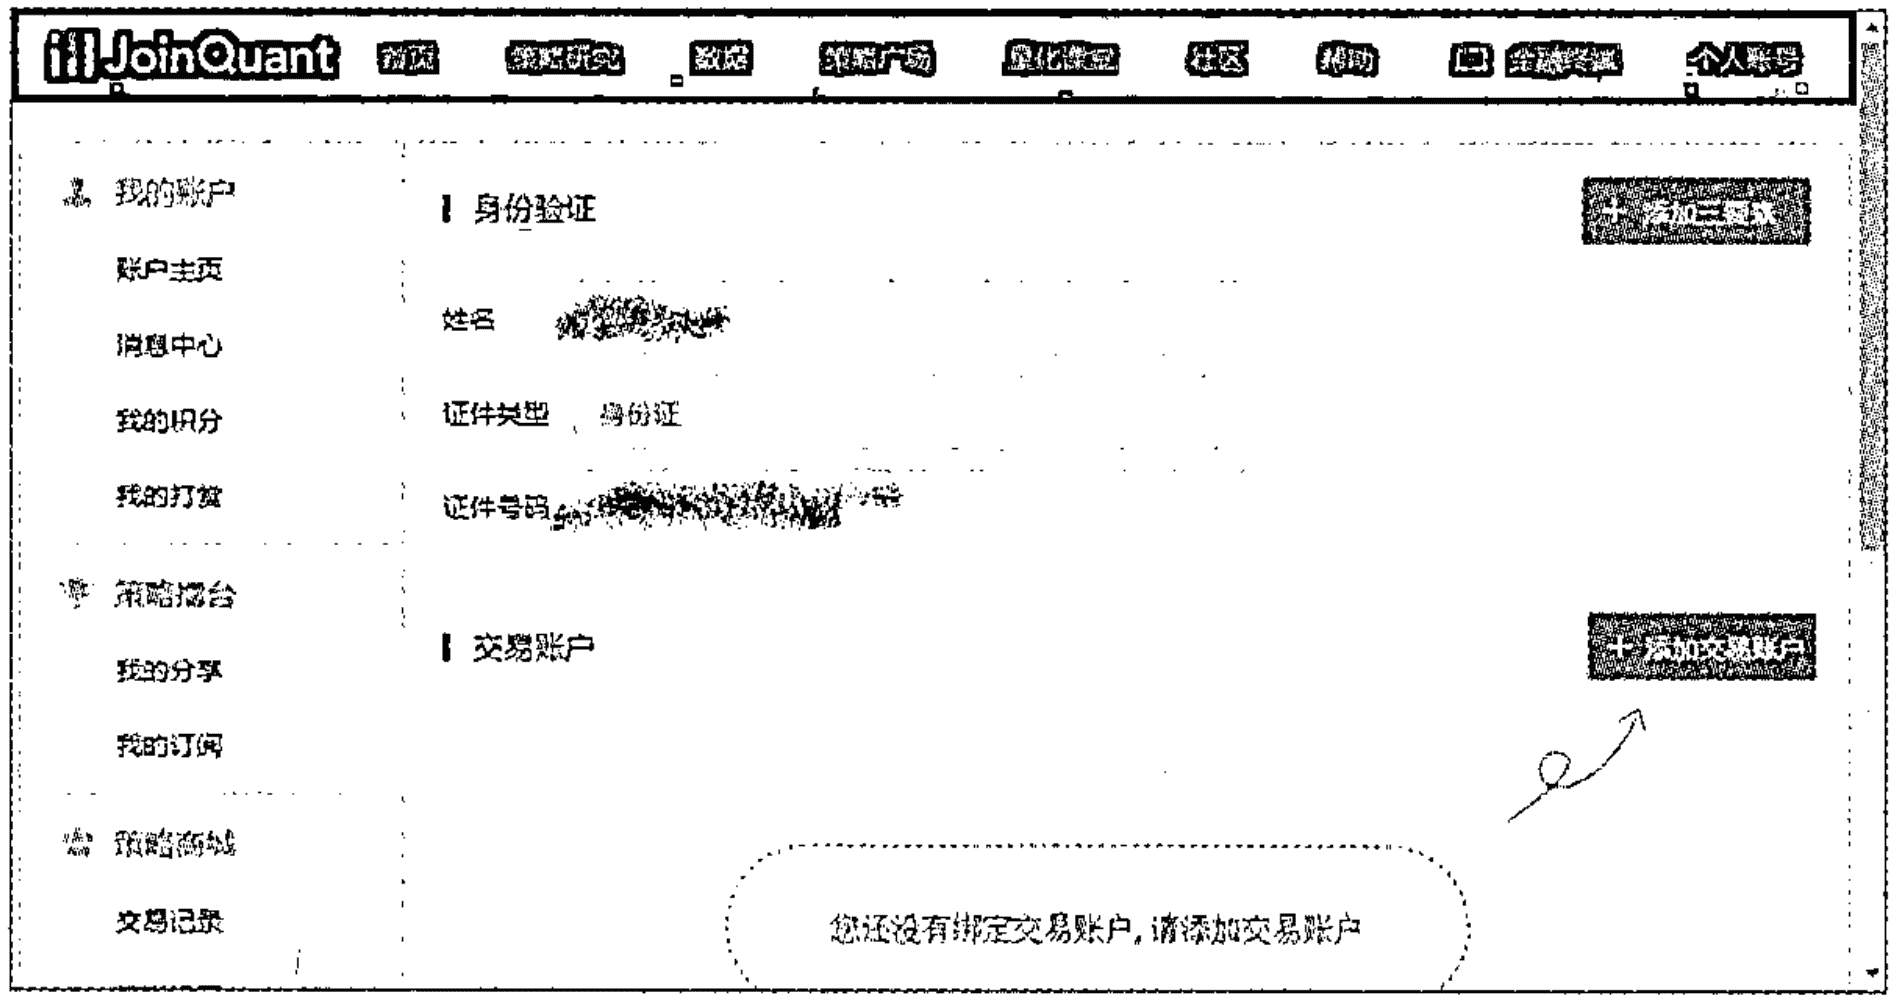 JoinQuant 首页 策略研究 数据 策略广场 量化课堂 社区 帮助 金融终端 个人账号
我的账户
账户主页
消息中心
我的积分
我的打赏
策略擂台
我的分享
我的订阅
策略商城
交易记录
身份验证
姓名
证件类型 身份证
证件号码
交易账户
+ 添加交易账户
您还没有绑定交易账户,请添加交易账户